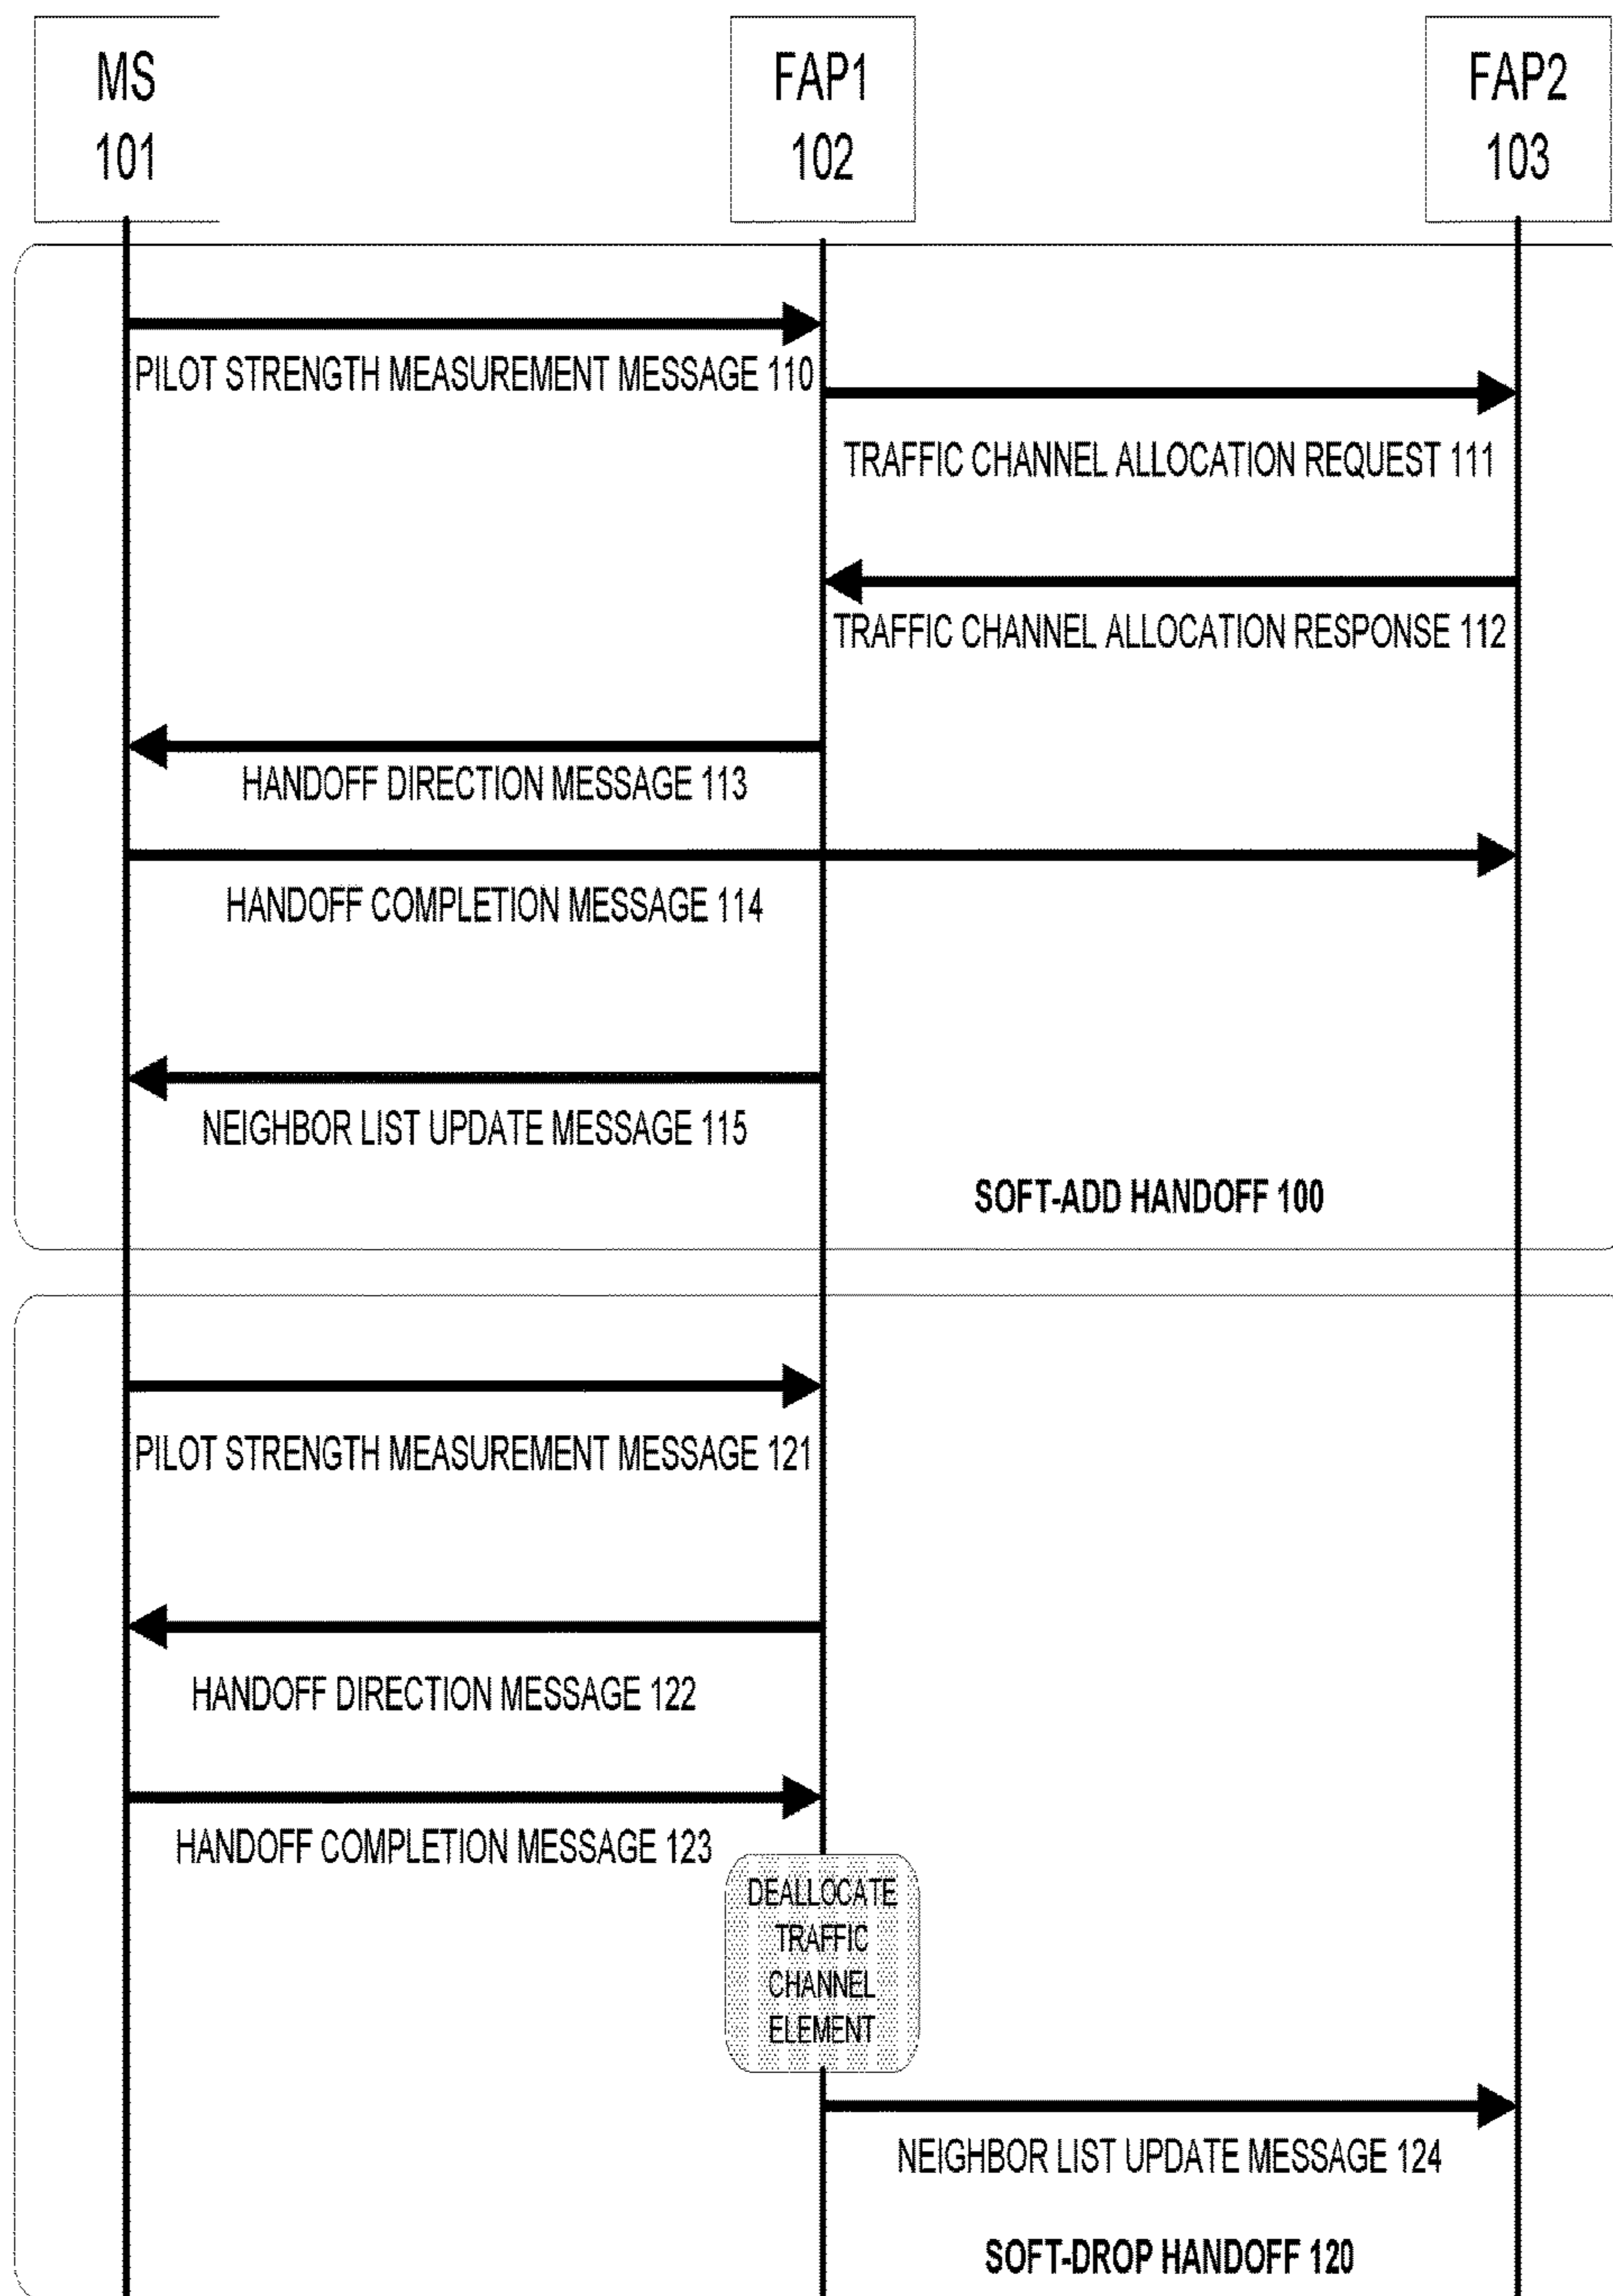 MS
101
FAP1
102
FAP2
103
PILOT STRENGTH MEASUREMENT MESSAGE 110
TRAFFIC CHANNEL ALLOCATION REQUEST 111
TRAFFIC CHANNEL ALLOCATION RESPONSE 112
HANDOFF DIRECTION MESSAGE 113
HANDOFF COMPLETION MESSAGE 114
NEIGHBOR LIST UPDATE MESSAGE 115
SOFT-ADD HANDOFF 100
PILOT STRENGTH MEASUREMENT MESSAGE 121
HANDOFF DIRECTION MESSAGE 122
HANDOFF COMPLETION MESSAGE 123
DEALLOCATE
TRAFFIC
CHANNEL
ELEMENT
NEIGHBOR LIST UPDATE MESSAGE 124
SOFT-DROP HANDOFF 120